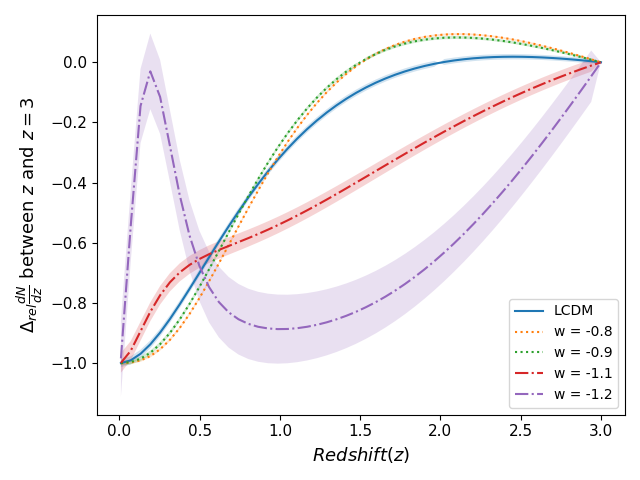 Δrel dN/dZ between z and z = 3
0.0
−0.2
−0.4
−0.6
−0.8
−1.0
LCDM
w = -0.8
w = -0.9
w = -1.1
w = -1.2
0.0 0.5 1.0 1.5 2.0 2.5 3.0
Redshift(z)